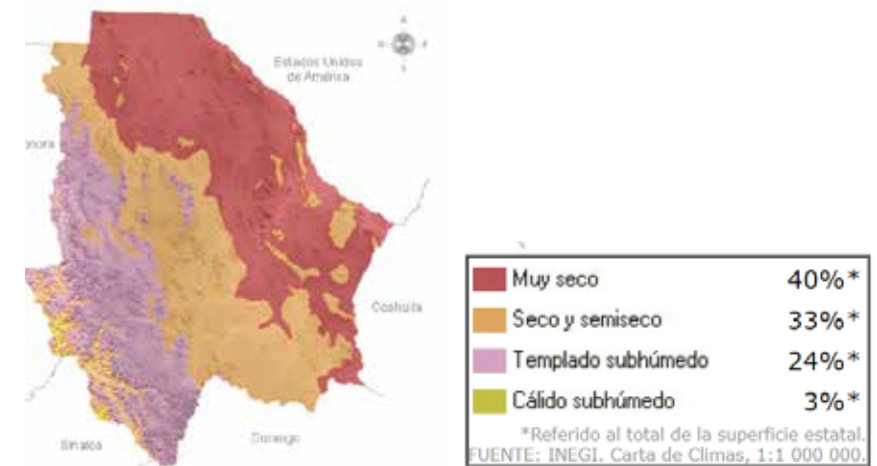 Estados Unidos
de América
onora
Coahuila
Sinaloa
Durango
Muy seco 40%*
Seco y semiseco 33%*
Templado subhúmedo 24%*
Cálido subhúmedo 3%*
*Referido al total de la superficie estatal.
FUENTE: INEGI. Carta de Climas, 1:1 000 000.